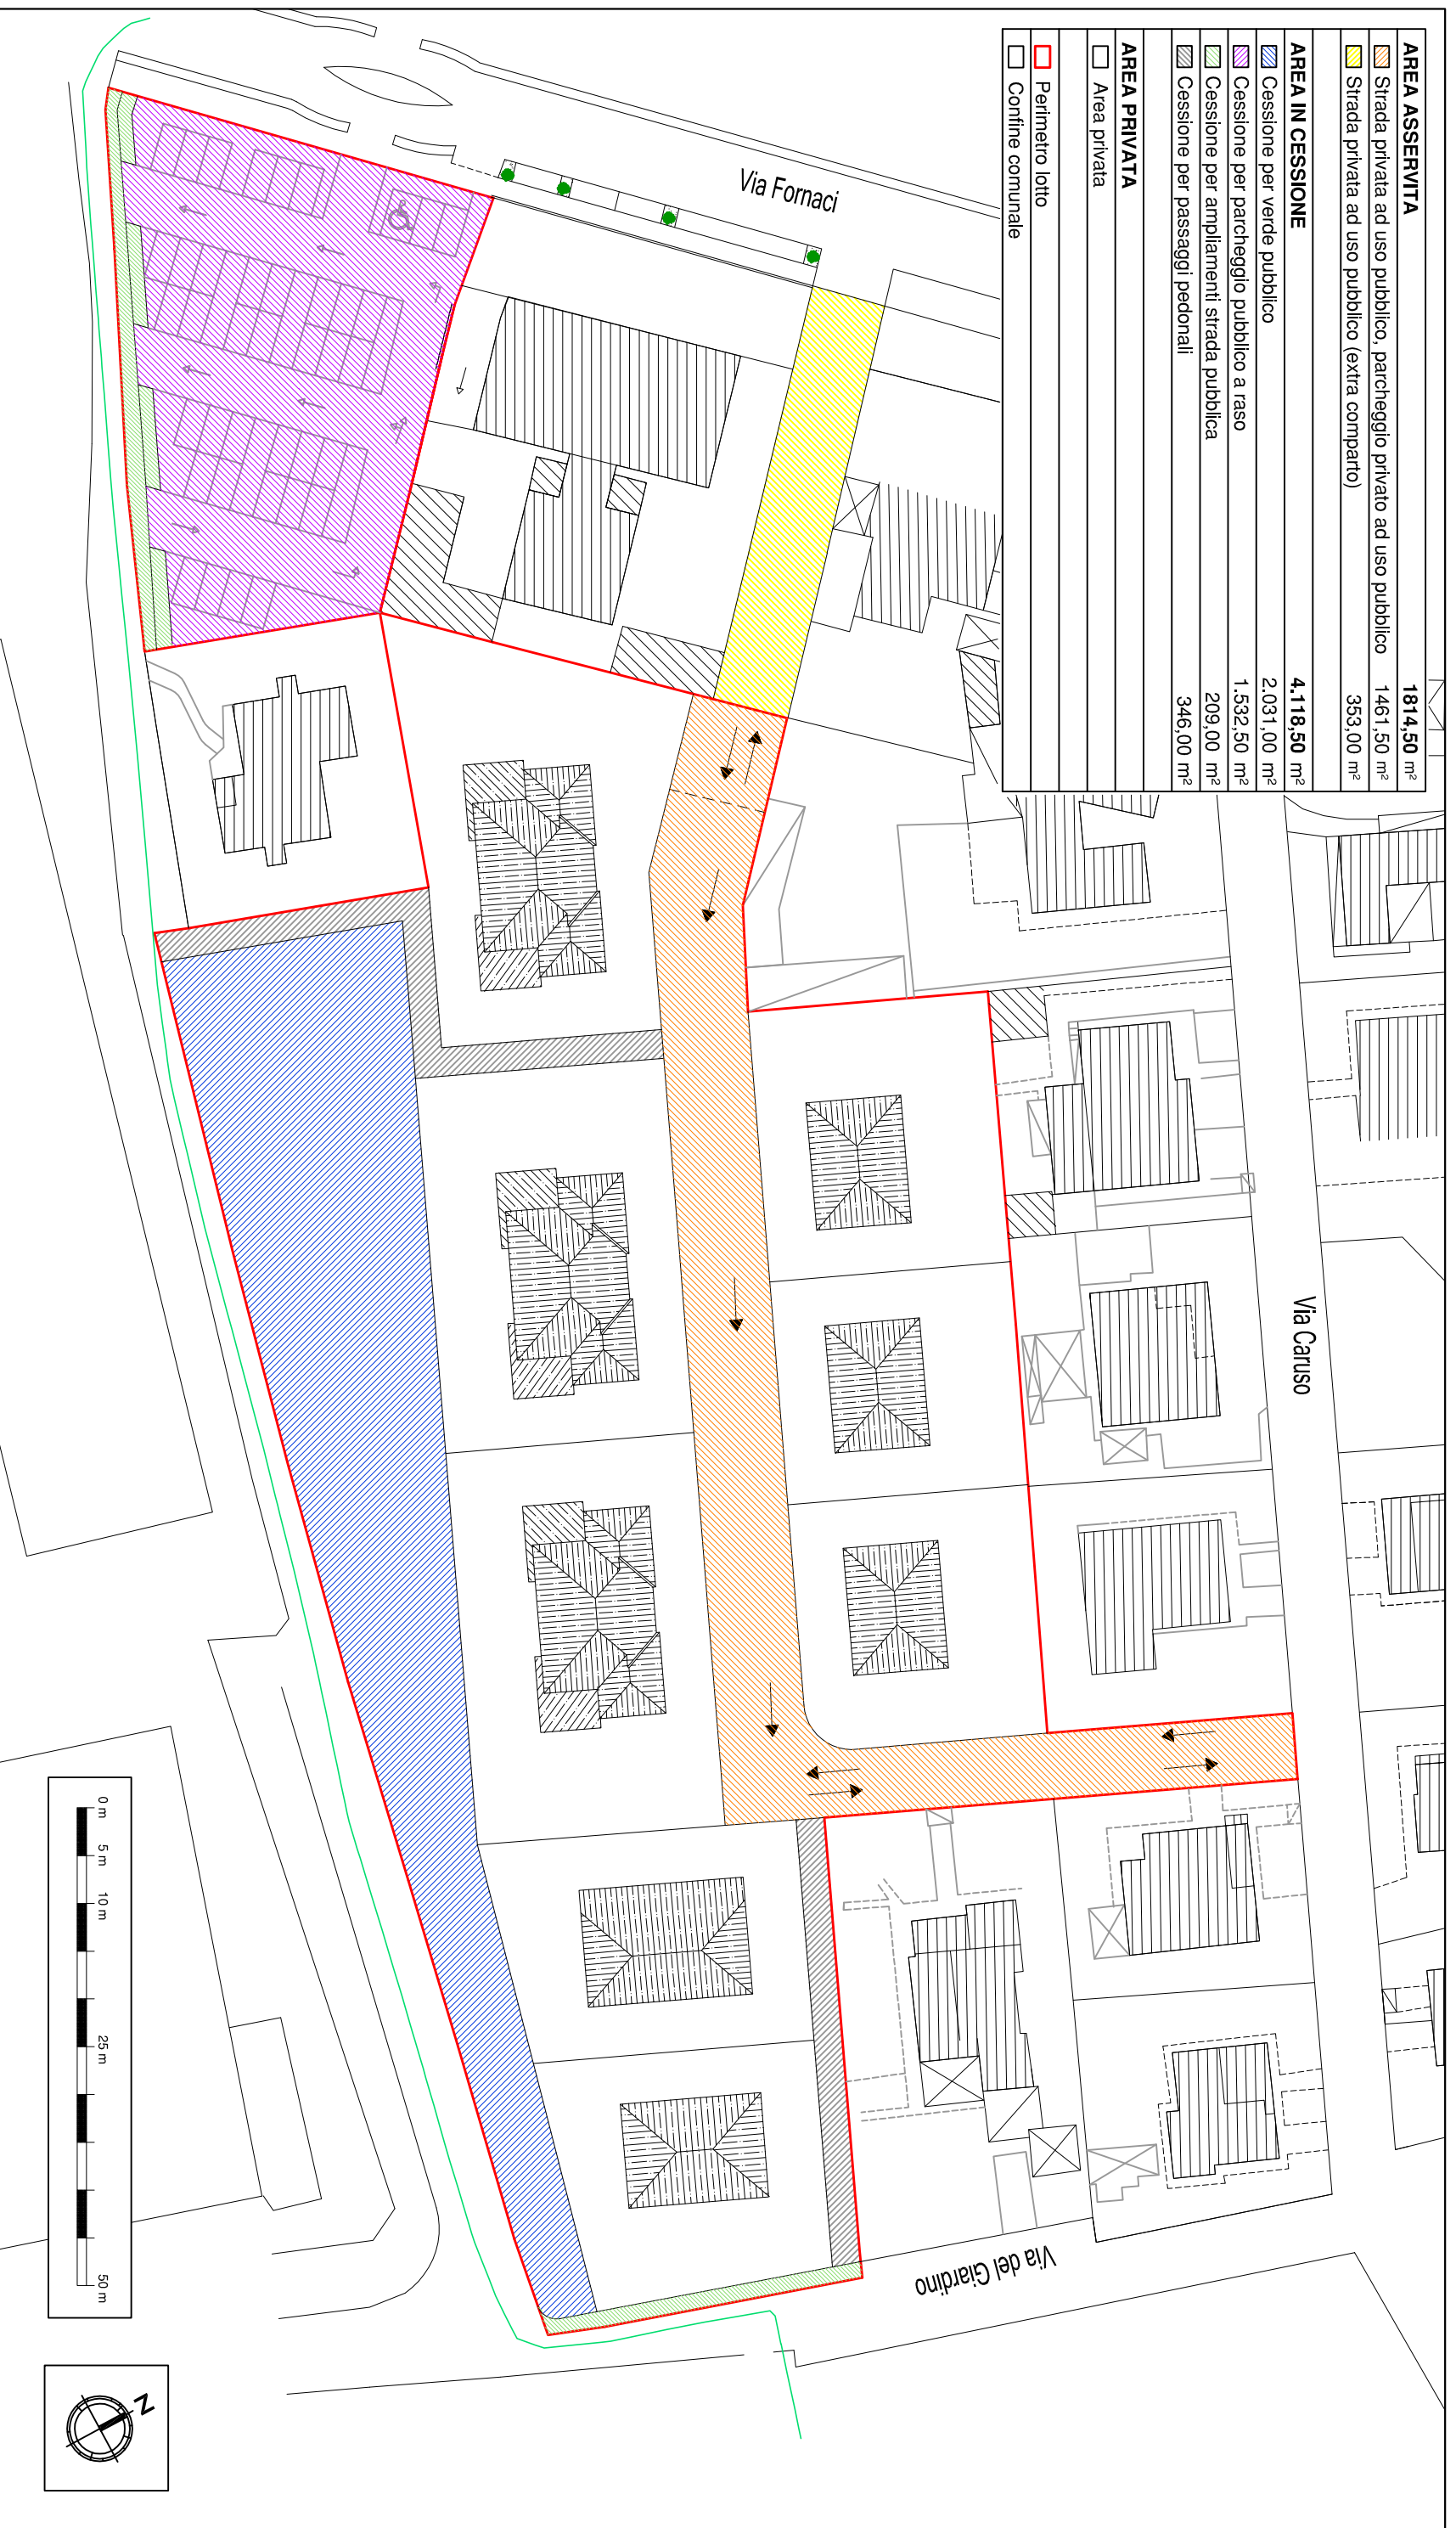 AREA ASSERVITA 1814,50 m²
Strada privata ad uso pubblico, parcheggio privato ad uso pubblico 1461,50 m²
Strada privata ad uso pubblico (extra comparto) 353,00 m²
AREA IN CESSIONE 4.118,50 m²
Cessione per verde pubblico 2.031,00 m²
Cessione per parcheggio pubblico a raso 1.532,50 m²
Cessione per ampliamenti strada pubblica 209,00 m²
Cessione per passaggi pedonali 346,00 m²
AREA PRIVATA
Area privata
Perimetro lotto
Confine comunale
Via Fornaci
Via Caruso
Via del Giardino
0 m 5 m 10 m 25 m 50 m
N